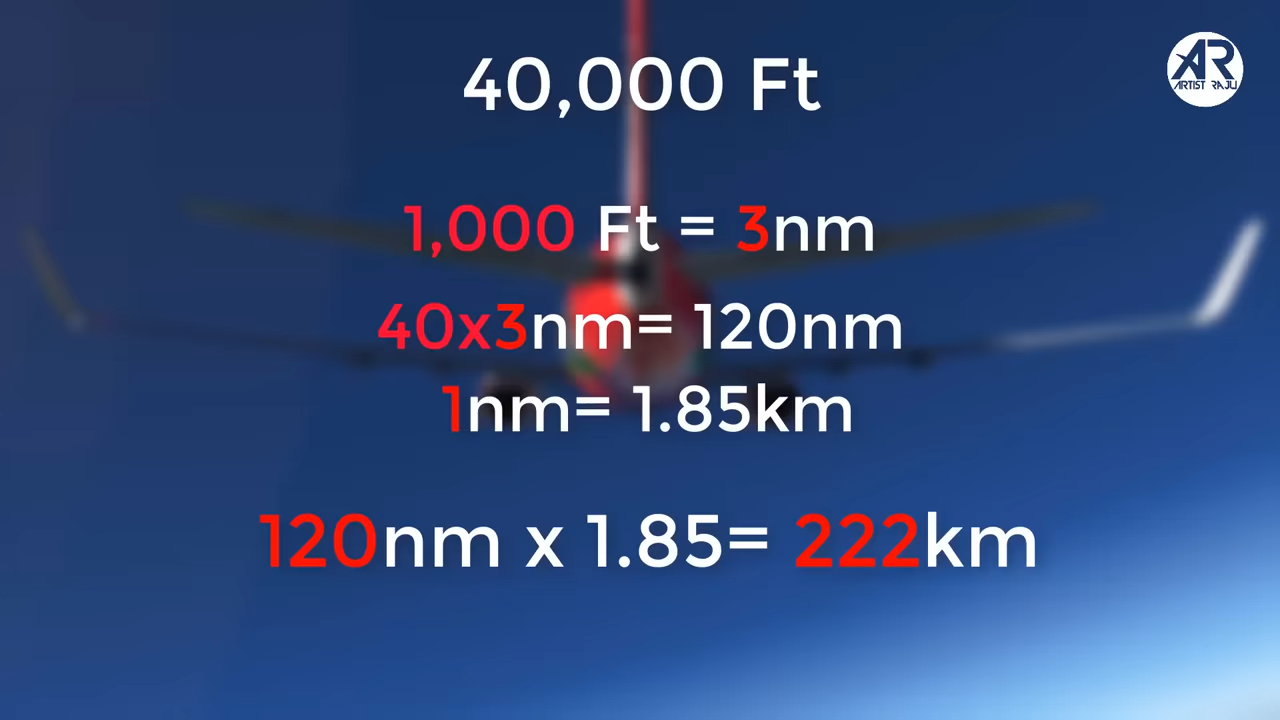 40,000 Ft
AR
ARTIST RAJU
1,000 Ft = 3nm
40x3nm= 120nm
1nm= 1.85km
120nm x 1.85= 222km